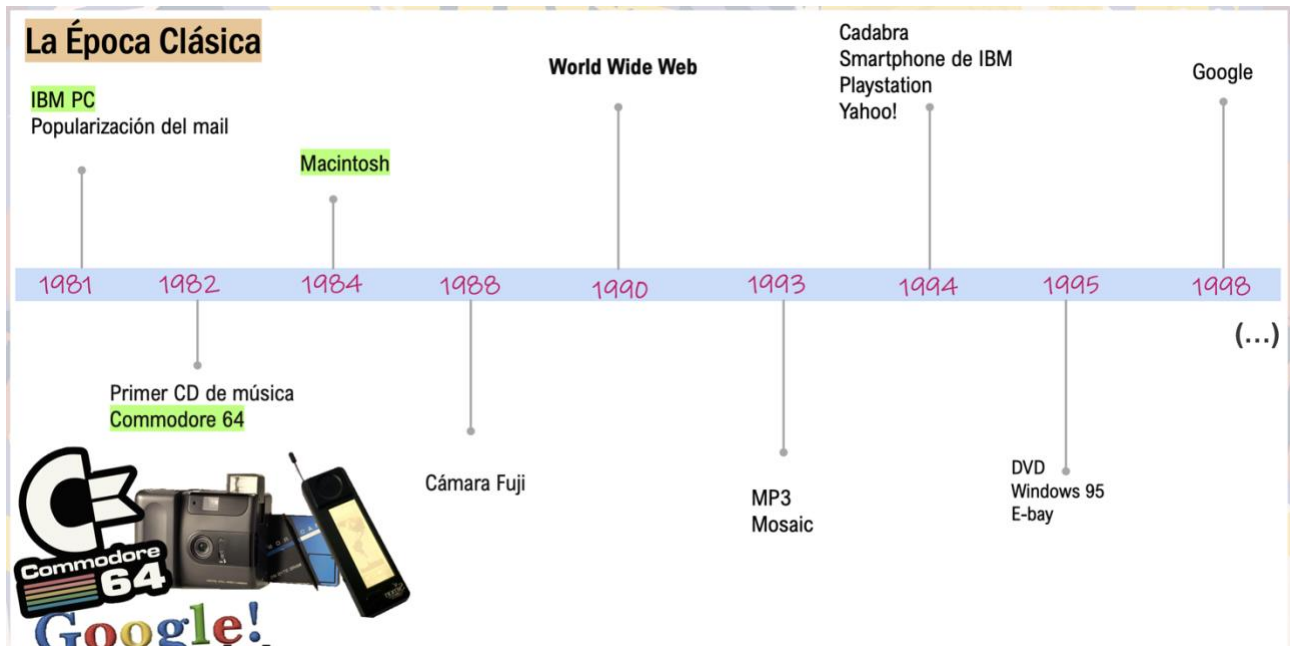 La Época Clásica
IBM PC
Popularización del mail
Macintosh
World Wide Web
Cadabra
Smartphone de IBM
Playstation
Yahoo!
Google
1981 1982 1984 1988 1990 1993 1994 1995 1998
(...)
Primer CD de música
Commodore 64
Cámara Fuji
MP3
Mosaic
DVD
Windows 95
E-bay
Commodore
64
Google!